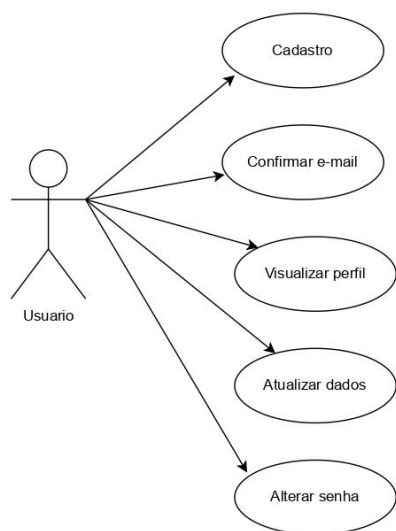 Cadastro
Confirmar e-mail
Visualizar perfil
Usuario
Atualizar dados
Alterar senha